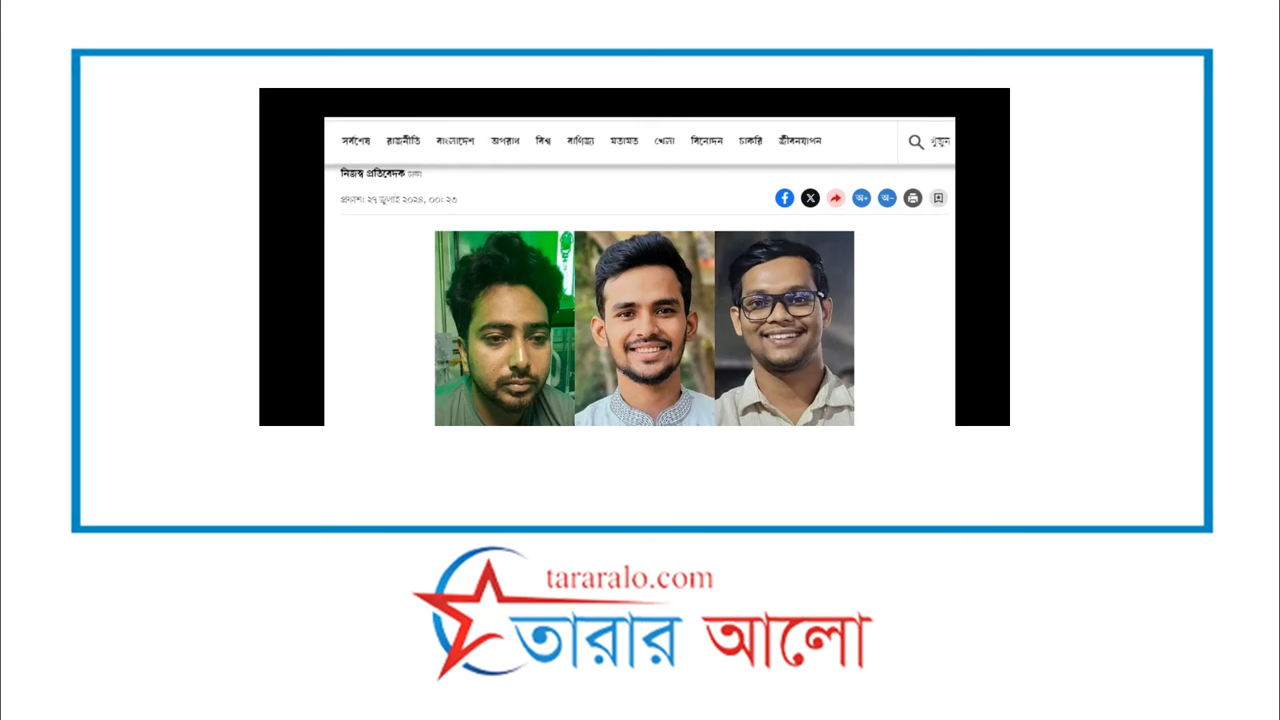 সর্বশেষ রাজনীতি বাংলাদেশ অপরাধ বিশ্ব বাণিজ্য মতামত খেলা বিনোদন চাকরি জীবনযাপন খুঁজুন
নিজস্ব প্রতিবেদক ঢাকা
প্রকাশ: ২৭ জুলাই ২০২৪, ০০: ২৩
অ+ অ-
tararalo.com
তারার আলো